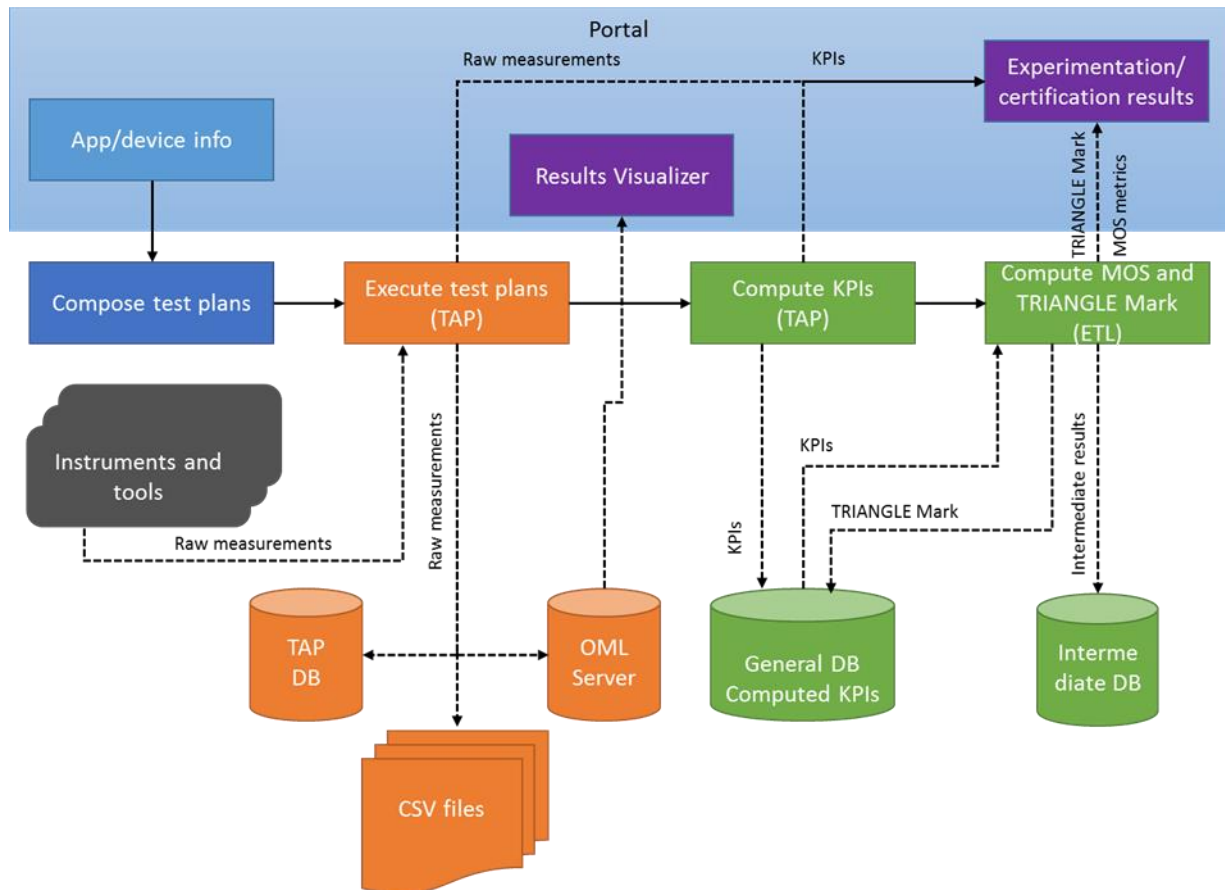 Portal
Raw measurements
KPIs
Experimentation/
certification results
App/device info
Results Visualizer
TRIANGLE Mark
MOS metrics
Compose test plans
Execute test plans
(TAP)
Compute KPIs
(TAP)
Compute MOS and
TRIANGLE Mark
(ETL)
Instruments and
tools
Raw measurements
Raw measurements
KPIs
KPIs
TRIANGLE Mark
Intermediate results
TAP
DB
OML
Server
General DB
Computed KPIs
Interme
diate DB
CSV files